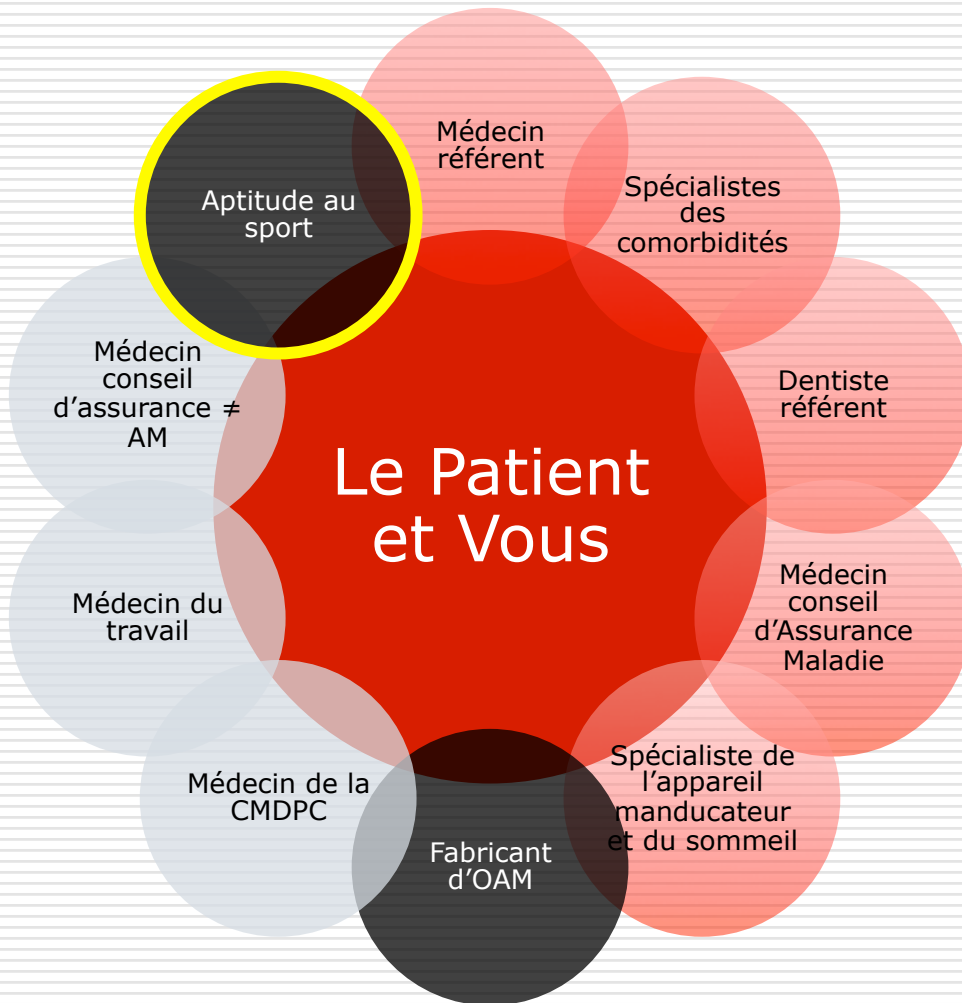 Médecin
référent
Spécialistes
des
comorbidités
Dentiste
référent
Médecin
conseil
d’Assurance
Maladie
Spécialiste de
l’appareil
manducateur
et du sommeil
Fabricant
d’OAM
Médecin de la
CMDPC
Médecin du
travail
Médecin
conseil
d’assurance ≠
AM
Aptitude au
sport
Le Patient
et Vous